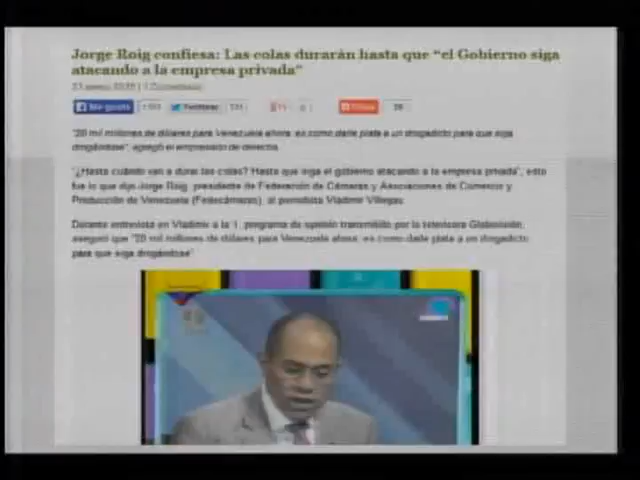 Jorge Roig confiesa: Las colas durarán hasta que "el Gobierno siga
atacando a la empresa privada"
Me gusta
Twittear
"20 mil millones de dólares para Venezuela ahora, es como darle plata a un drogadicto para que siga
drogándose", agregó el empresario de derecha.
"¿Hasta cuándo van a durar las colas? Hasta que siga el gobierno atacando a la empresa privada", esto
fue lo que dijo Jorge Roig, presidente de Federación de Cámaras y Asociaciones de Comercio y
Producción de Venezuela (Fedecámaras), al periodista Vladimir Villegas.
Durante entrevista en Vladimir a la 1, programa de opinión transmitido por la televisora Globovisión,
aseguró que "20 mil millones de dólares para Venezuela ahora, es como darle plata a un drogadicto
para que siga drogándose"